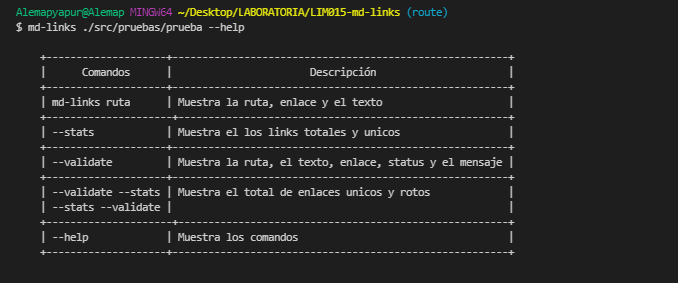 Alemapyapur@Alemap MINGW64 ~/Desktop/LABORATORIA/LIM015-md-links (route)
$ md-links ./src/pruebas/prueba --help
+--------------------+------------------------------------------------------+
| Comandos | Descripción |
+--------------------+------------------------------------------------------+
| md-links ruta | Muestra la ruta, enlace y el texto |
+--------------------+------------------------------------------------------+
| --stats | Muestra el los links totales y unicos |
+--------------------+------------------------------------------------------+
| --validate | Muestra la ruta, el texto, enlace, status y el mensaje |
+--------------------+------------------------------------------------------+
| --validate --stats | Muestra el total de enlaces unicos y rotos |
| --stats --validate | |
+--------------------+------------------------------------------------------+
| --help | Muestra los comandos |
+--------------------+------------------------------------------------------+